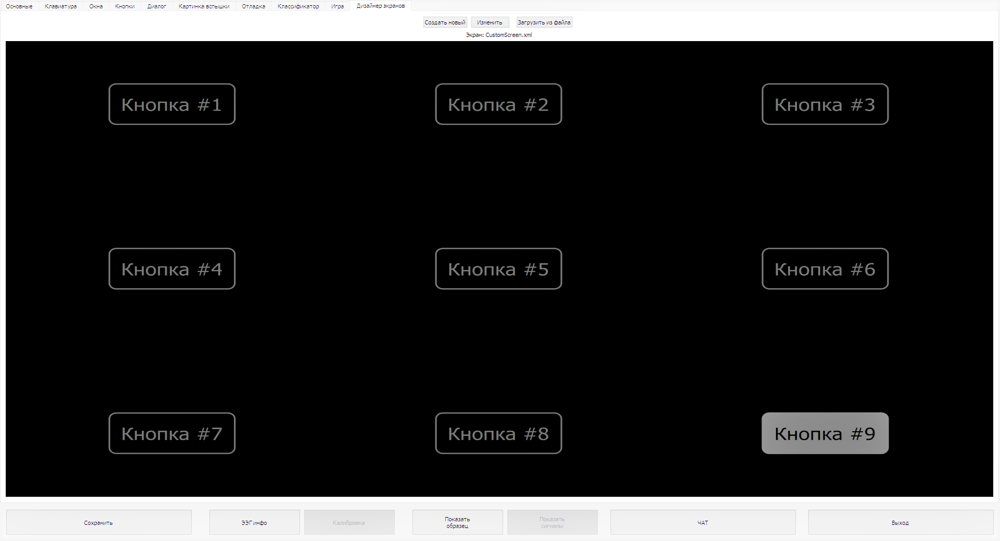 Основные Клавиатура Окна Кнопки Диалог Картинка вспышки Отладка Классификатор Игра Дизайнер экранов
Создать новый Изменить Загрузить из файла
Экран: CustomScreen.xml
Кнопка #1 Кнопка #2 Кнопка #3
Кнопка #4 Кнопка #5 Кнопка #6
Кнопка #7 Кнопка #8 Кнопка #9
Сохранить
ЭЭГ инфо
Калибровка
Показать
образец
Показать
сигналы
ЧАТ
Выход